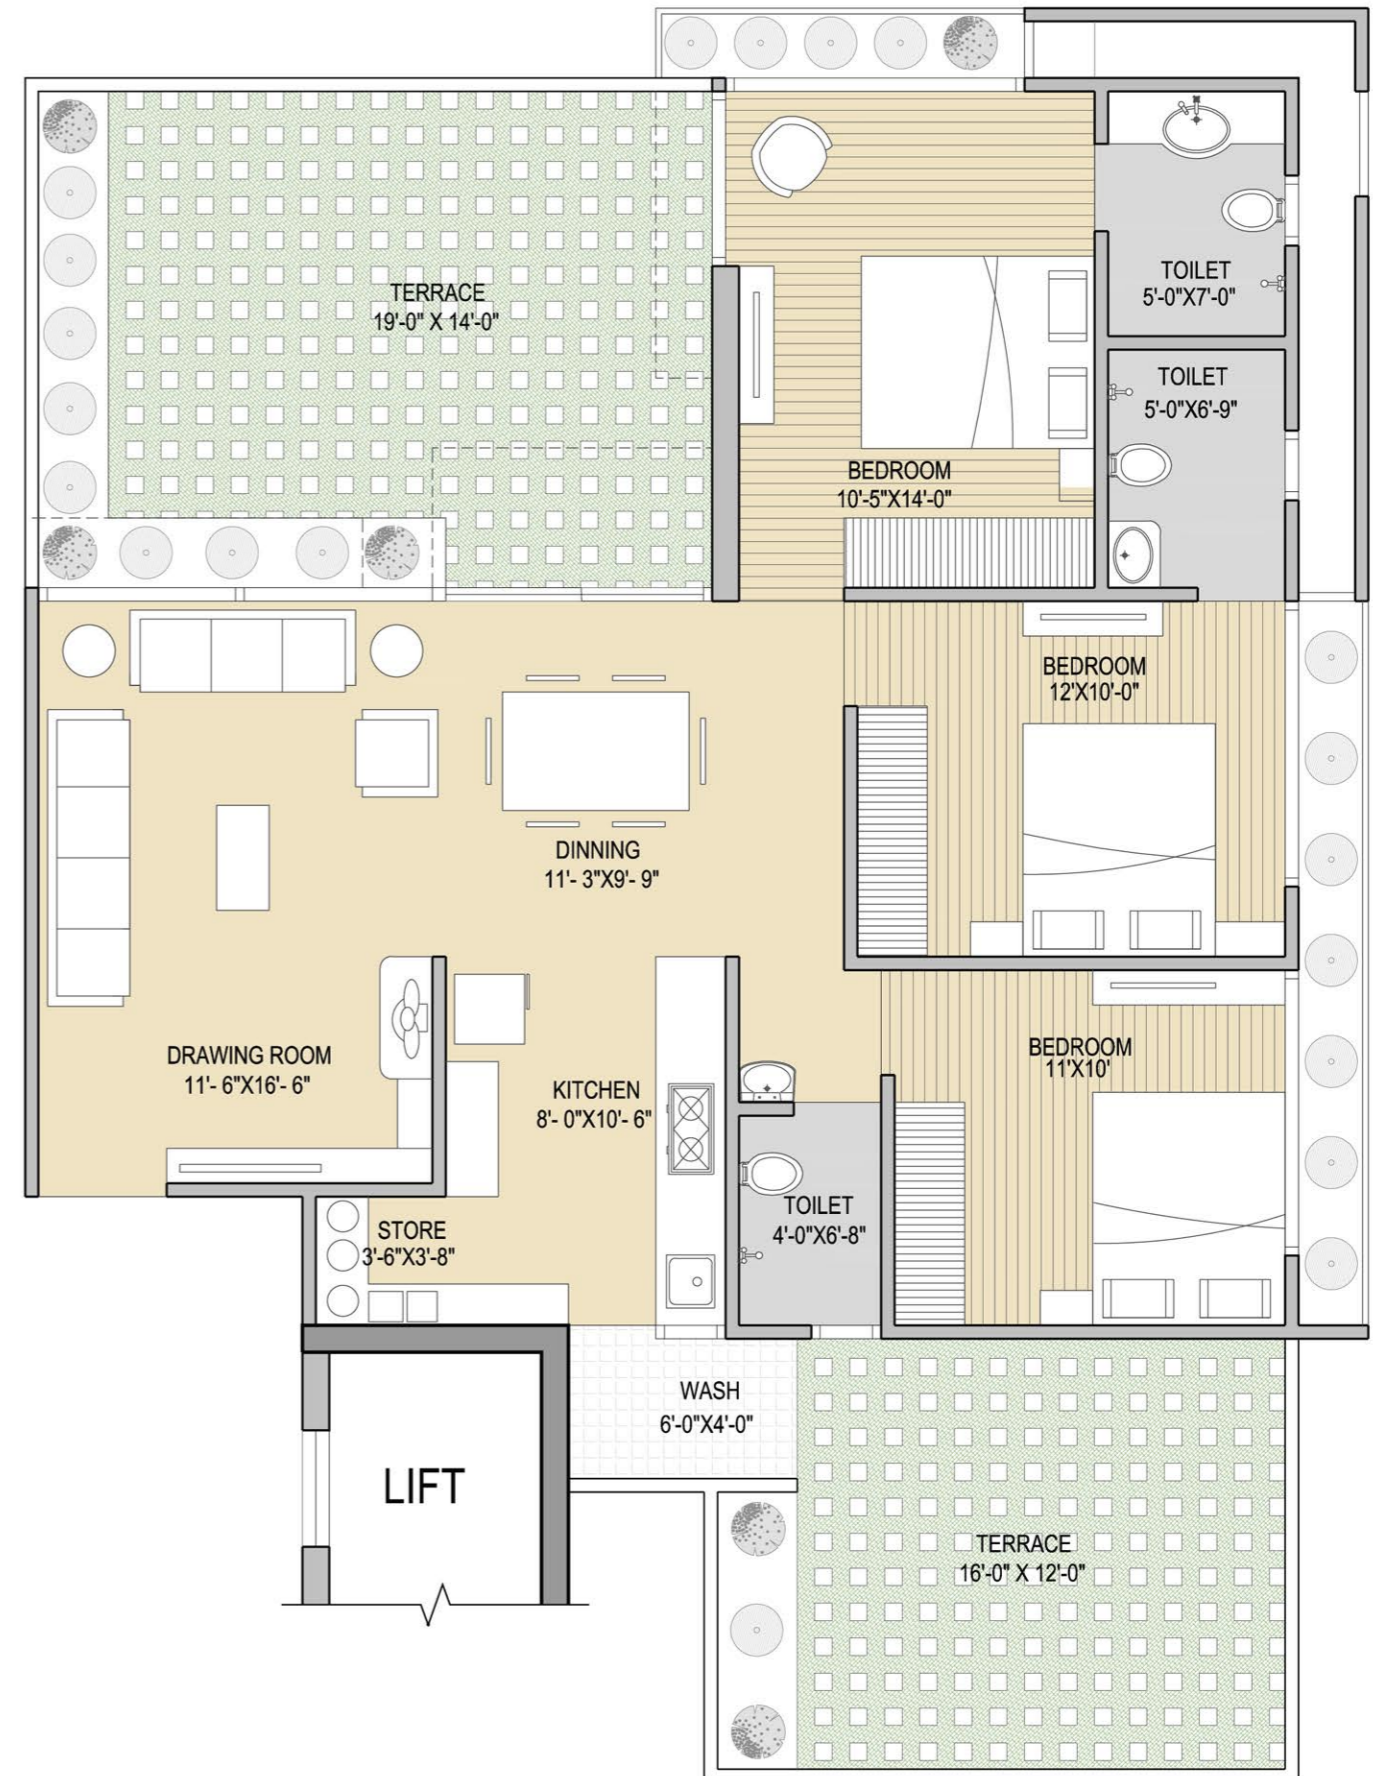 TERRACE
19'-0" X 14'-0"
TOILET
5'-0"X7'-0"
TOILET
5'-0"X6'-9"
BEDROOM
10'-5"X14'-0"
BEDROOM
12'X10'-0"
DINNING
11'- 3"X9'- 9"
DRAWING ROOM
11'- 6"X16'- 6"
KITCHEN
8'- 0"X10'- 6"
BEDROOM
11'X10'
TOILET
4'-0"X6'-8"
STORE
3'-6"X3'-8"
WASH
6'-0"X4'-0"
LIFT
TERRACE
16'-0" X 12'-0"